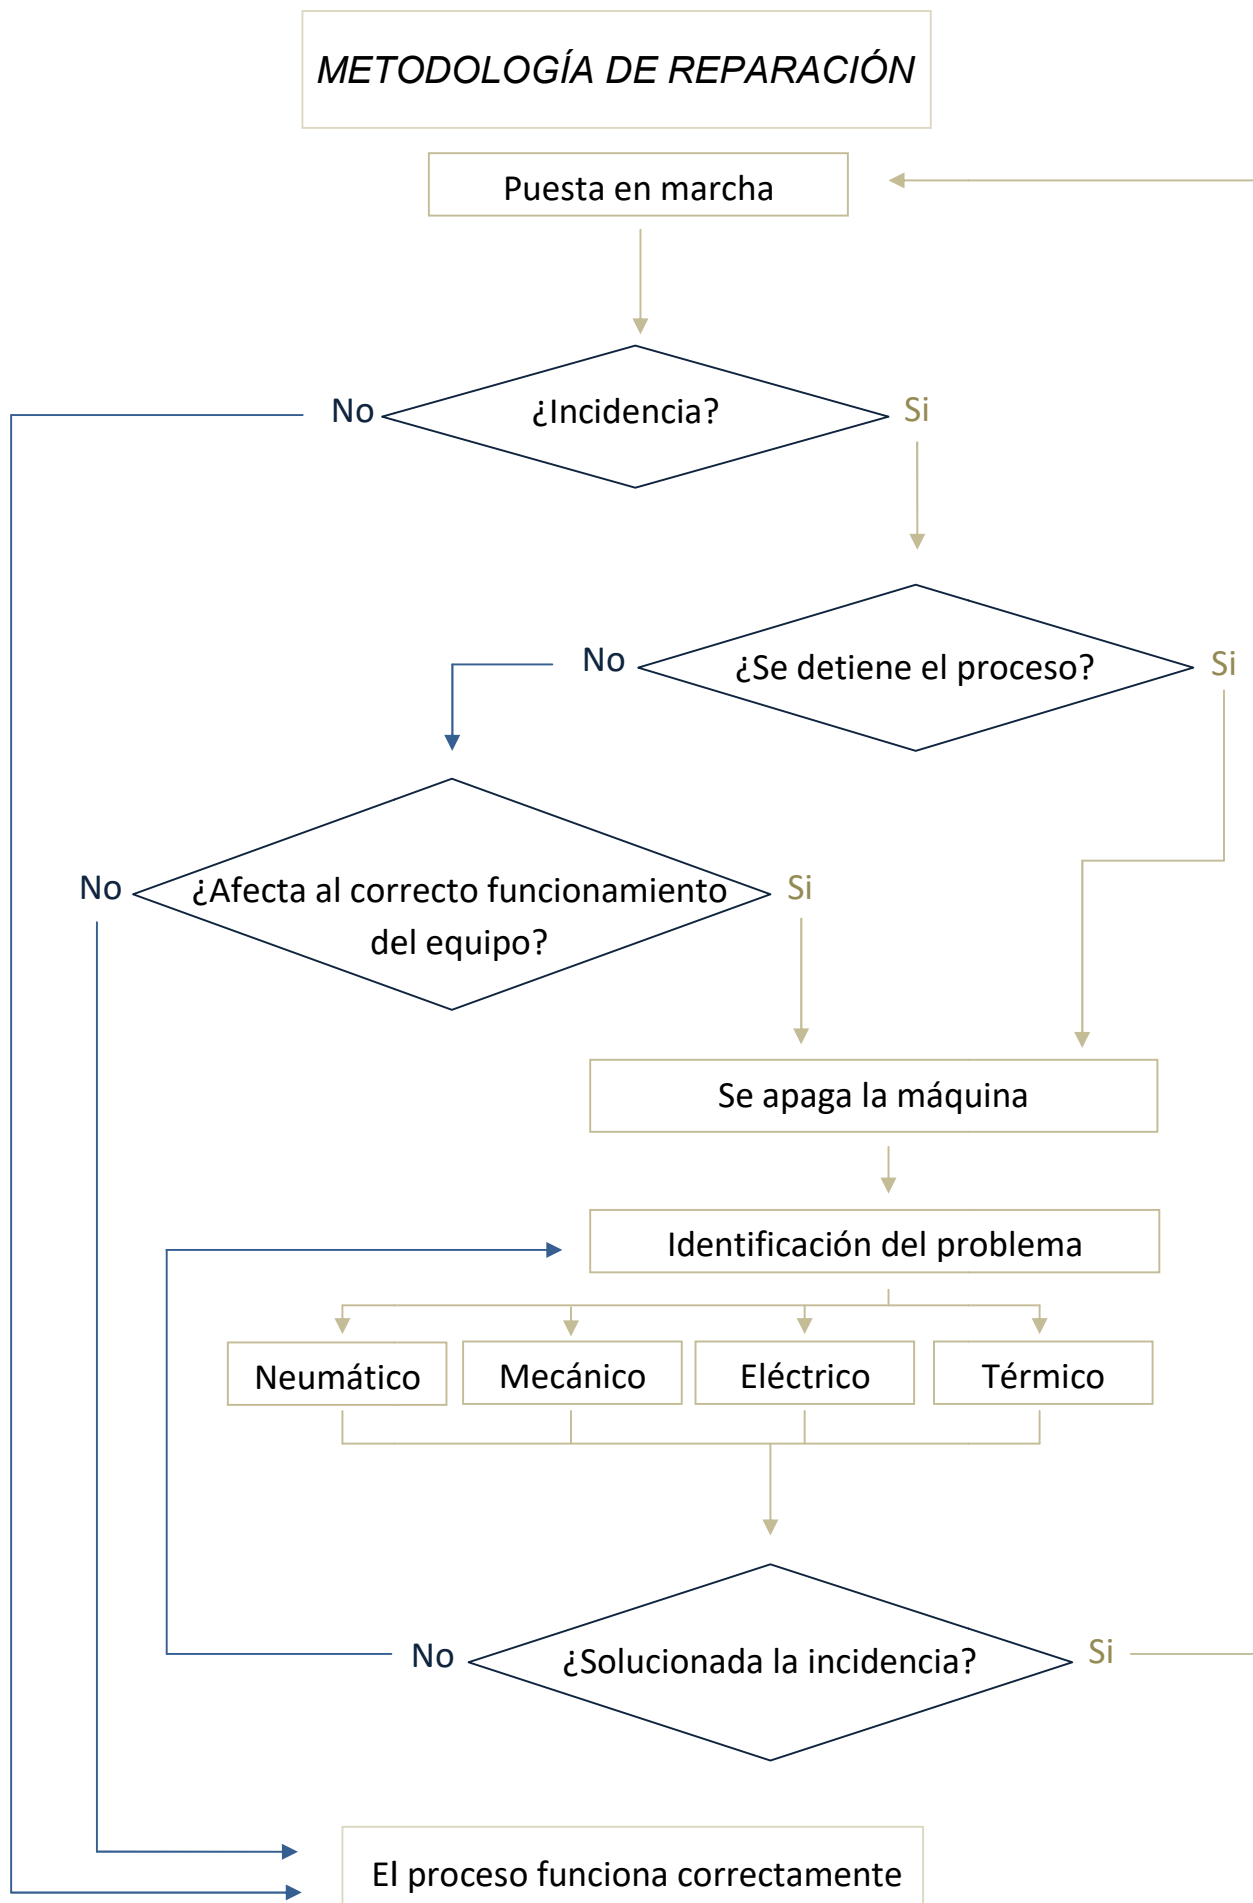 METODOLOGÍA DE REPARACIÓN
Puesta en marcha
No
¿Incidencia?
Si
No
¿Se detiene el proceso?
Si
No
¿Afecta al correcto funcionamiento
del equipo?
Si
Se apaga la máquina
Identificación del problema
Neumático
Mecánico
Eléctrico
Térmico
No
¿Solucionada la incidencia?
Si
El proceso funciona correctamente